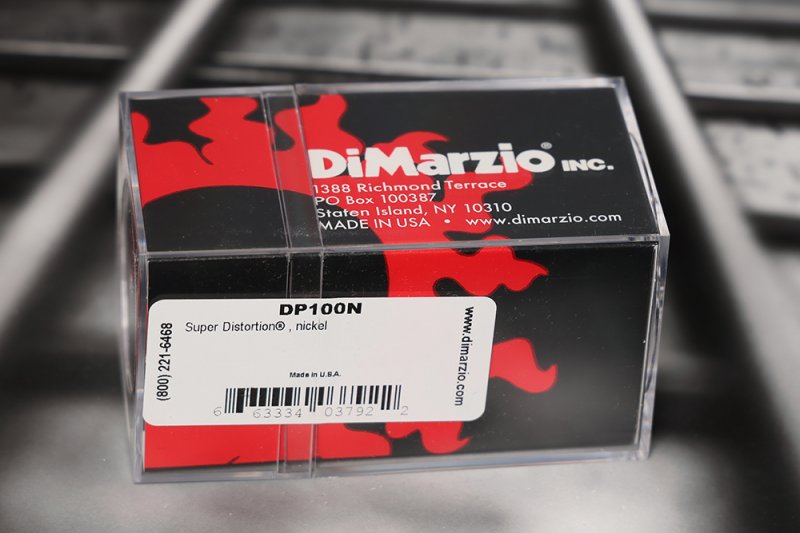 DiMarzio® INC.
1388 Richmond Terrace
PO Box 100387
Staten Island, NY 10310
MADE IN USA • www.dimarzio.com
DP100N
Super Distortion® , nickel
(800) 221-6468
www.dimarzio.com
Made in U.S.A.
6 63334 03792 2